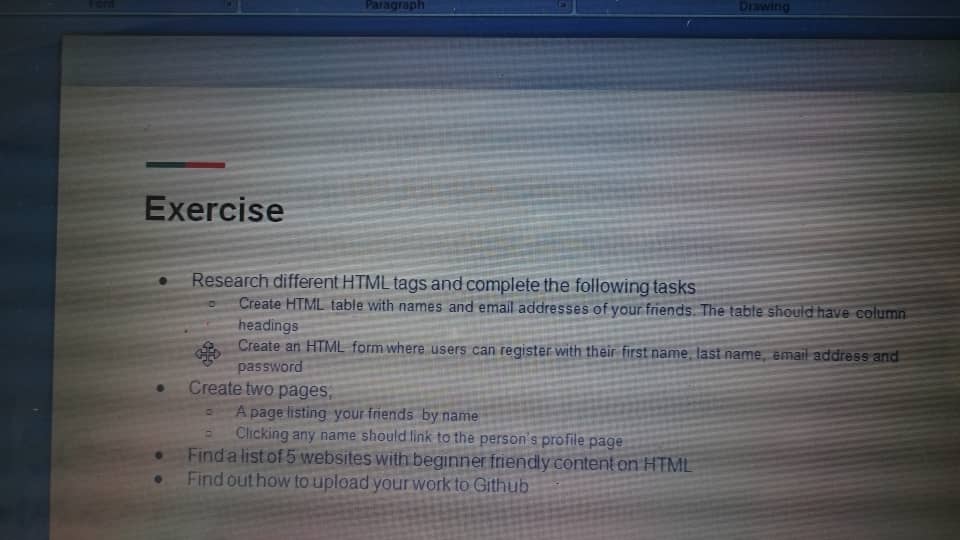 Font
Paragraph
Drawing
Exercise
Research different HTML tags and complete the following tasks
Create HTML table with names and email addresses of your friends. The table should have column
headings
Create an HTML form where users can register with their first name, last name, email address and
password
Create two pages,
A page listing your friends by name
Clicking any name should link to the person's profile page
Find a list of 5 websites with beginner friendly content on HTML
Find out how to upload your work to Github